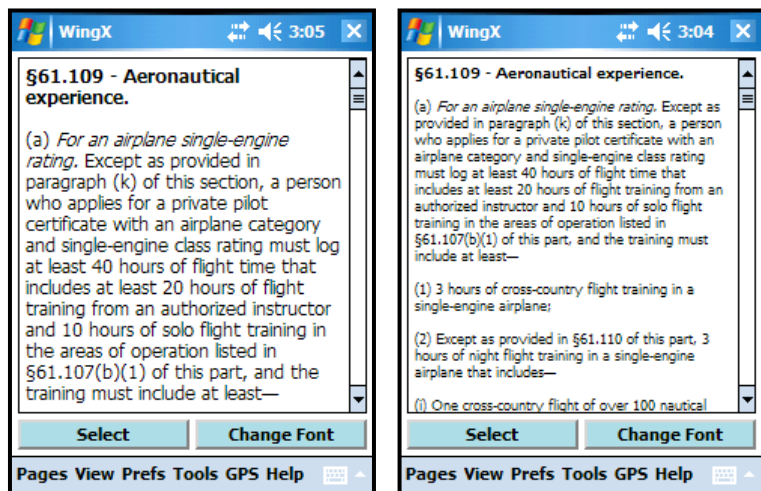 WingX 3:05
§61.109 - Aeronautical
experience.
(a) For an airplane single-engine
rating. Except as provided in
paragraph (k) of this section, a person
who applies for a private pilot
certificate with an airplane category
and single-engine class rating must log
at least 40 hours of flight time that
includes at least 20 hours of flight
training from an authorized instructor
and 10 hours of solo flight training in
the areas of operation listed in
§61.107(b)(1) of this part, and the
training must include at least—
Select Change Font
Pages View Prefs Tools GPS Help
WingX 3:04
§61.109 - Aeronautical experience.
(a) For an airplane single-engine rating. Except as
provided in paragraph (k) of this section, a person
who applies for a private pilot certificate with an
airplane category and single-engine class rating
must log at least 40 hours of flight time that
includes at least 20 hours of flight training from an
authorized instructor and 10 hours of solo flight
training in the areas of operation listed in
§61.107(b)(1) of this part, and the training must
include at least—
(1) 3 hours of cross-country flight training in a
single-engine airplane;
(2) Except as provided in §61.110 of this part, 3
hours of night flight training in a single-engine
airplane that includes—
(i) One cross-country flight of over 100 nautical
Select Change Font
Pages View Prefs Tools GPS Help